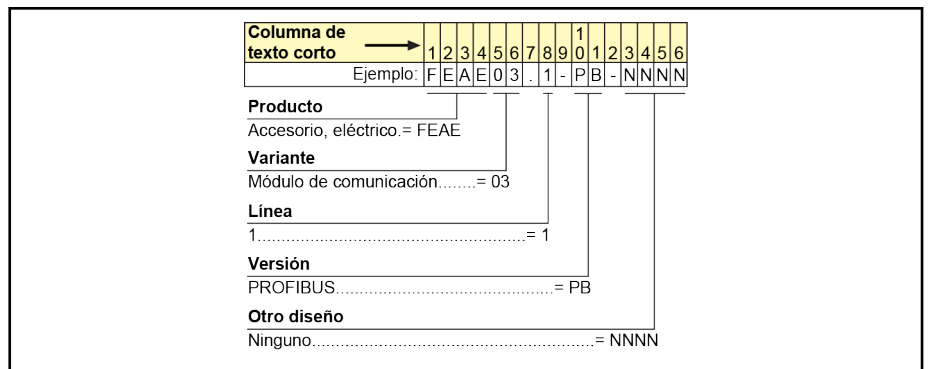 Columna de
texto corto 1 2 3 4 5 6 7 8 9 10 1 2 3 4 5 6
Ejemplo: F E A E 0 3 . 1 - P B - N N N N
Producto
Accesorio, eléctrico.= FEAE
Variante
Módulo de comunicación........= 03
Línea
1........................................................= 1
Versión
PROFIBUS..............................................= PB
Otro diseño
Ninguno...........................................................= NNNN